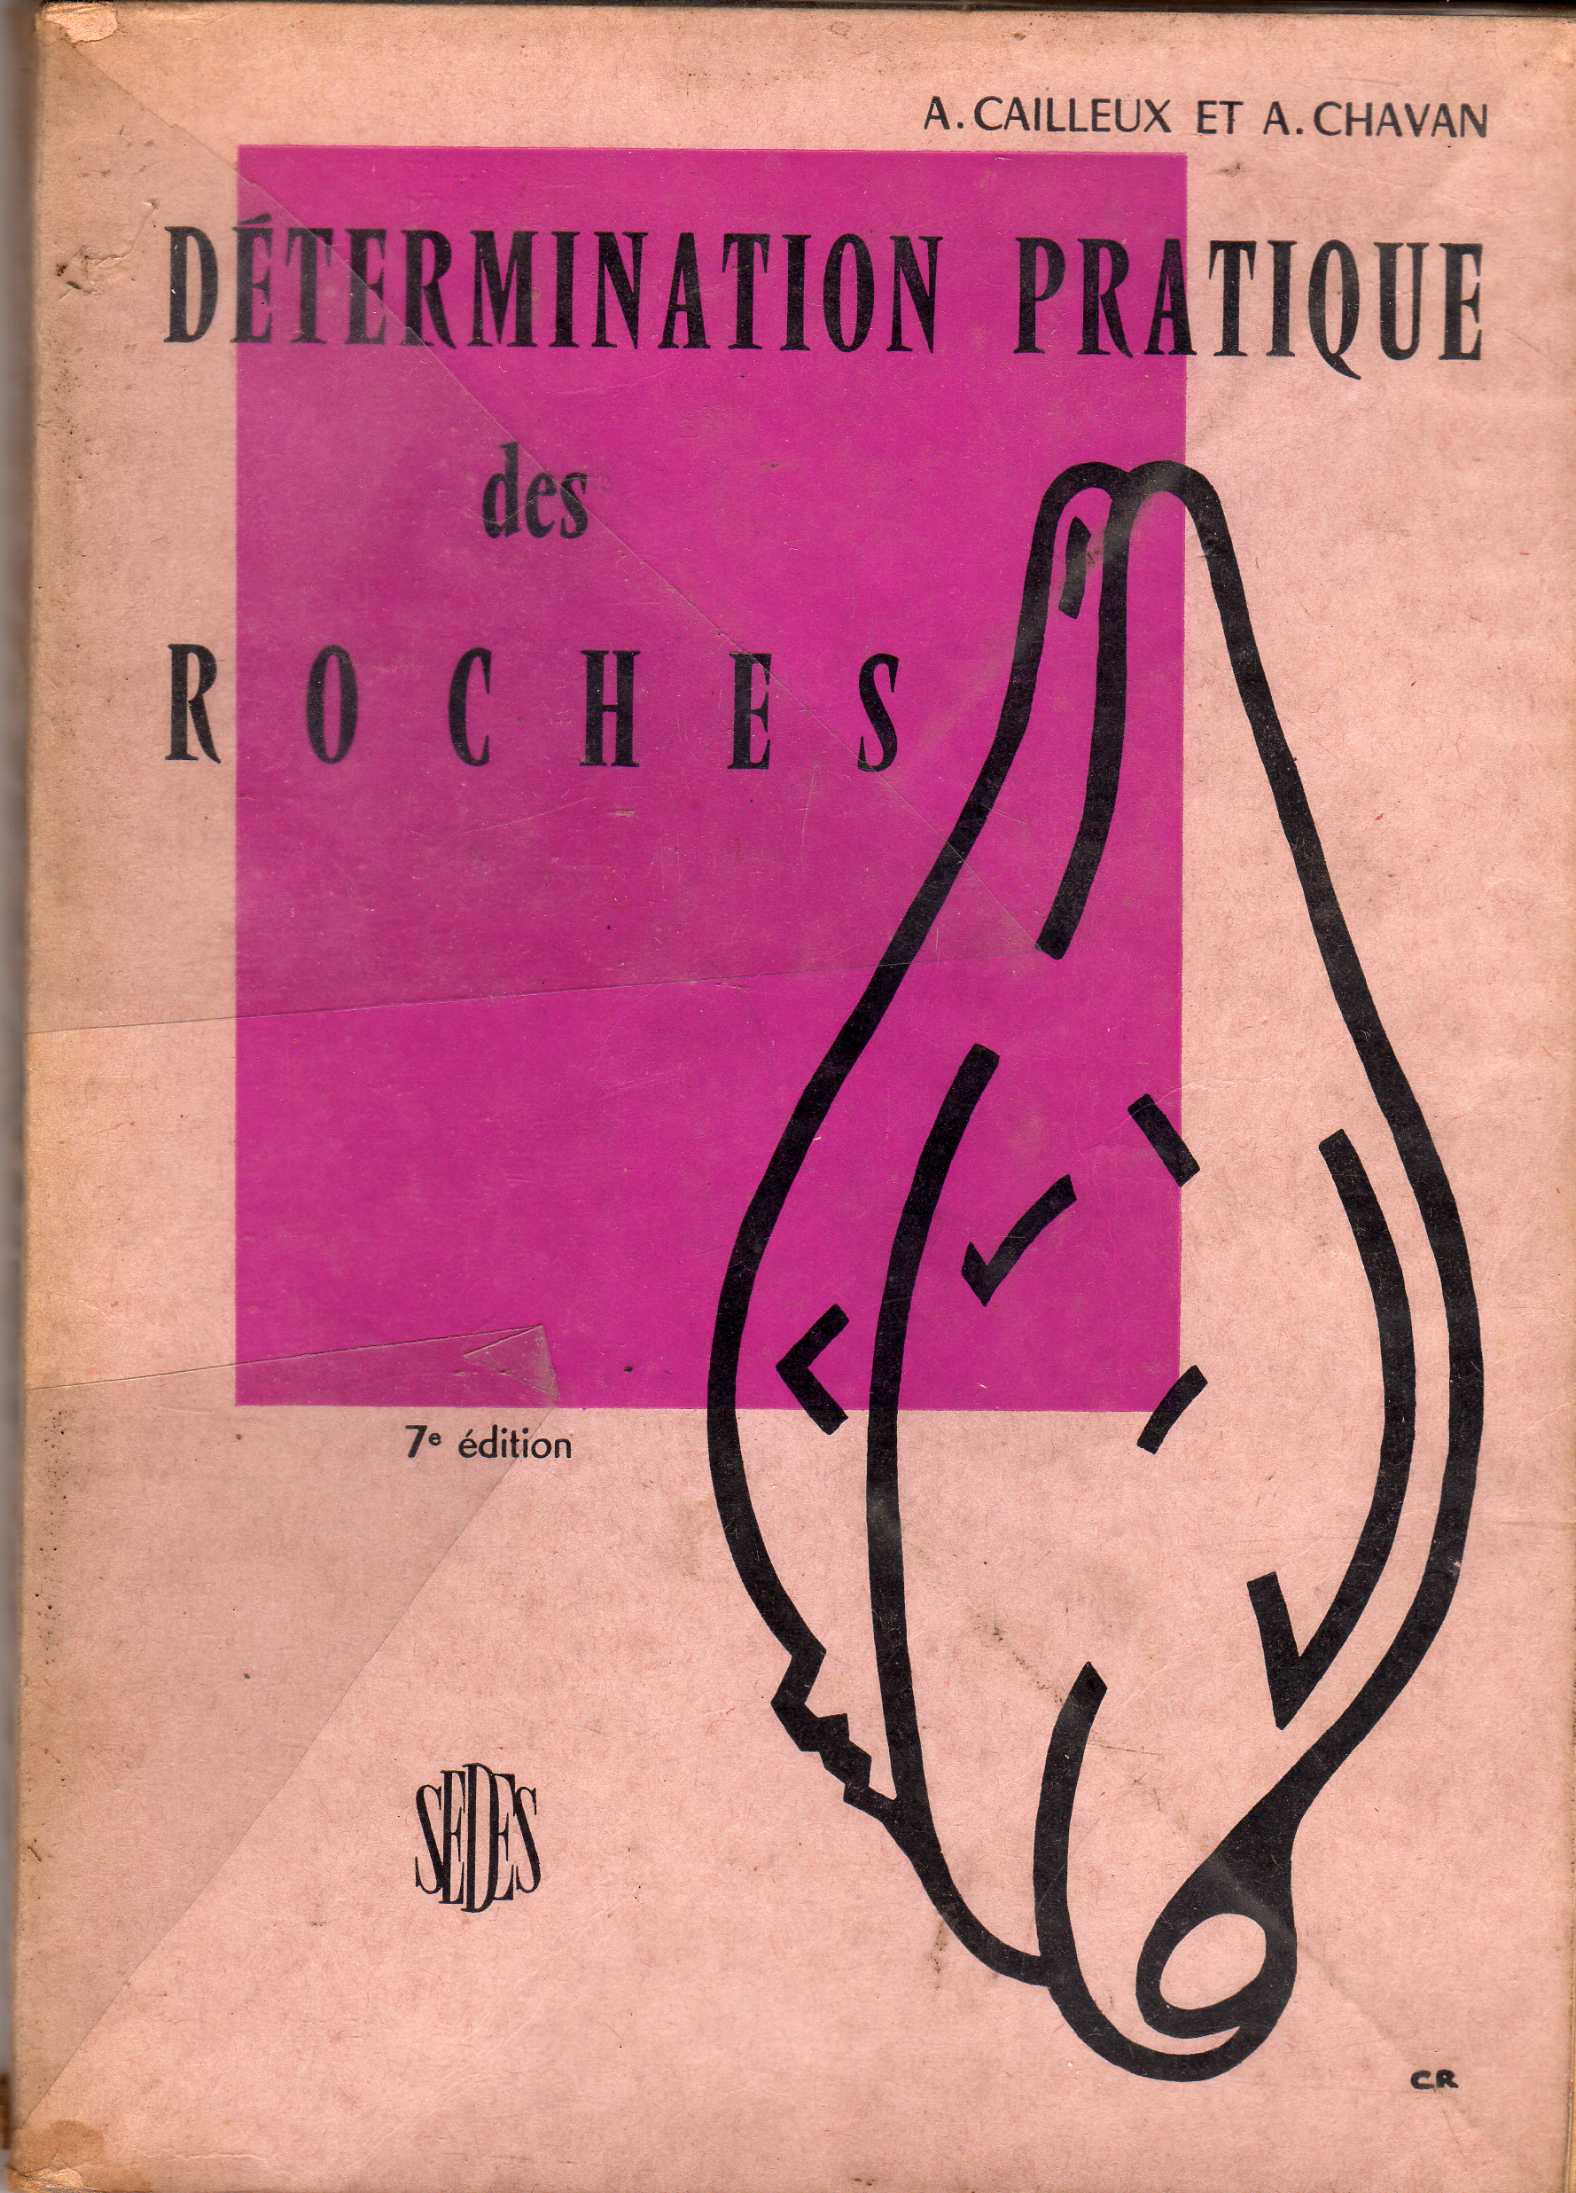 A. CAILLEUX ET A. CHAVAN
DÉTERMINATION PRATIQUE
des
ROCHES
7e édition
SEDES
CR